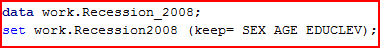 data work.Recession_2008;
set work.Recession2008 (keep= SEX AGE EDUCLEV);